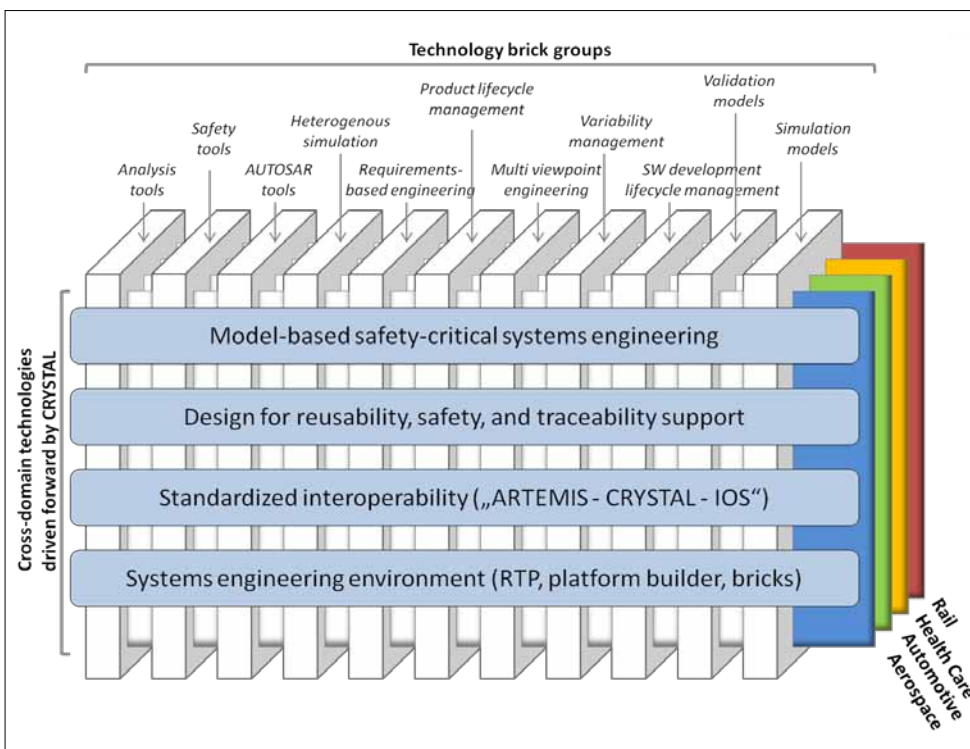 Technology brick groups
Analysis
tools
Safety
tools
AUTOSAR
tools
Heterogenous
simulation
Requirements-
based engineering
Product lifecycle
management
Multi viewpoint
engineering
Variability
management
SW development
lifecycle management
Validation
models
Simulation
models
Cross-domain technologies
driven forward by CRYSTAL
Model-based safety-critical systems engineering
Design for reusability, safety, and traceability support
Standardized interoperability („ARTEMIS - CRYSTAL - IOS“)
Systems engineering environment (RTP, platform builder, bricks)
Rail
Health Care
Automotive
Aerospace